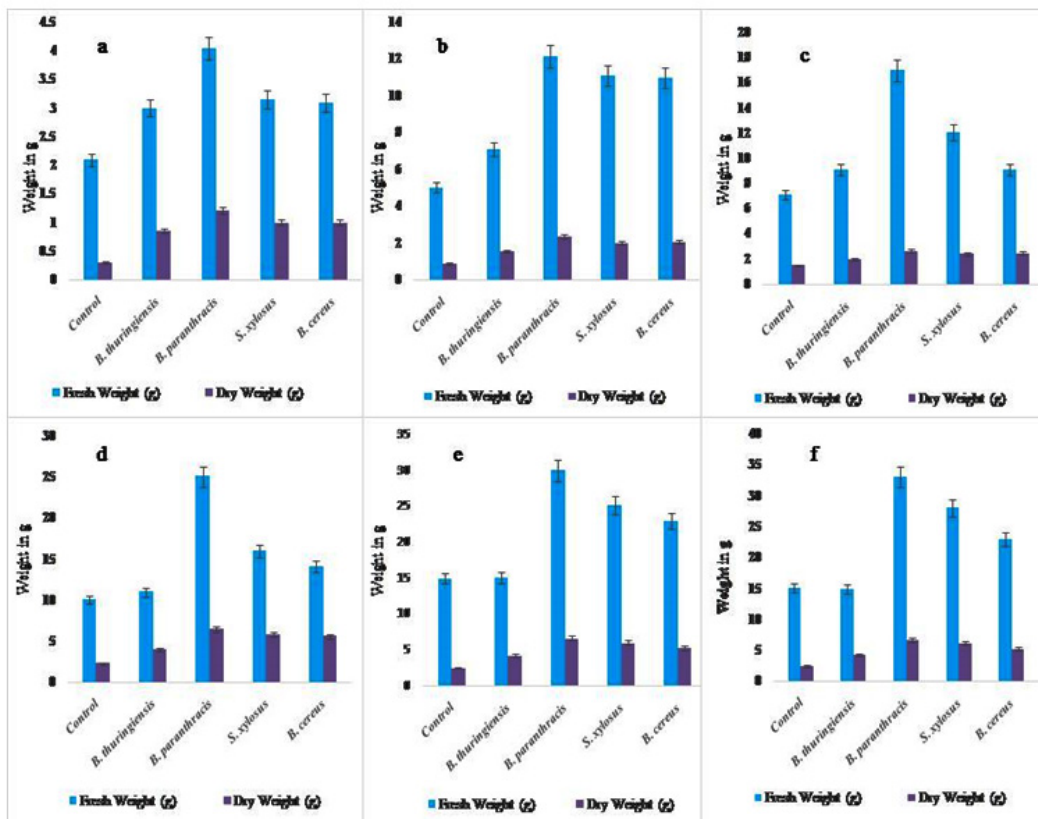 a
Weight in g
4.5
4
3.5
3
2.5
2
1.5
1
0.5
0
Control
B. thuringiensis
B. paranthracis
S. xylosus
B. cereus
Fresh Weight (g)
Dry Weight (g)
b
Weight in g
14
12
10
8
6
4
2
0
Control
B. thuringiensis
B. paranthracis
S. xylosus
B. cereus
Fresh Weight (g)
Dry Weight (g)
c
Weight in g
20
18
16
14
12
10
8
6
4
2
0
Control
B. thuringiensis
B. paranthracis
S. xylosus
B. cereus
Fresh Weight (g)
Dry Weight (g)
d
Weight in g
30
25
20
15
10
5
0
Control
B. thuringiensis
B. paranthracis
S. xylosus
B. cereus
Fresh Weight (g)
Dry Weight (g)
e
Weight in g
35
30
25
20
15
10
5
0
Control
B. thuringiensis
B. paranthracis
S. xylosus
B. cereus
Fresh Weight (g)
Dry Weight (g)
f
Weight in g
40
35
30
25
20
15
10
5
0
Control
B. thuringiensis
B. paranthracis
S. xylosus
B. cereus
Fresh Weight (g)
Dry Weight (g)